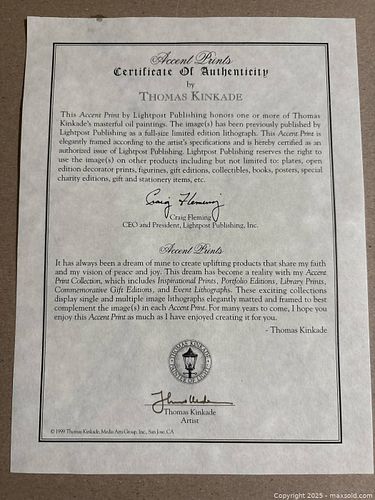 Accent Prints
Certificate Of Authenticity
by
THOMAS KINKADE
This Accent Print by Lightpost Publishing honors one or more of Thomas
Kinkade's masterful oil paintings. The image(s) has been previously published by
Lightpost Publishing as a full-size limited edition lithograph. This Accent Print is
elegantly framed according to the artist's specifications and is hereby certified as an
authorized issue of Lightpost Publishing. Lightpost Publishing reserves the right to
use the image(s) on other products including but not limited to: plates, open
edition decorator prints, figurines, gift editions, collectables, books, posters, special
charity editions, gift and stationery items, etc.
Craig Fleming
Craig Fleming
CEO and President, Lightpost Publishing, Inc.
Accent Prints
It has always been a dream of mine to create uplifting products that share my faith
and my vision of peace and joy. This dream has become a reality with my Accent
Print Collection, which includes Inspirational Prints, Portfolio Editions, Library Prints,
Commemorative Gift Editions, and Event Lithographs. These exciting collections
display single and multiple image lithographs elegantly matted and framed to best
complement the image(s) in each Accent Print. For many years to come, I hope you
enjoy this Accent Print as much as I have enjoyed creating it for you.
- Thomas Kinkade
THOMAS KINKADE
PAINTER OF LIGHT
Thomas Kinkade
Artist
© 1999 Thomas Kinkade, Media Arts Group, Inc., San Jose, CA
Copyright 2025 - maxsold.com